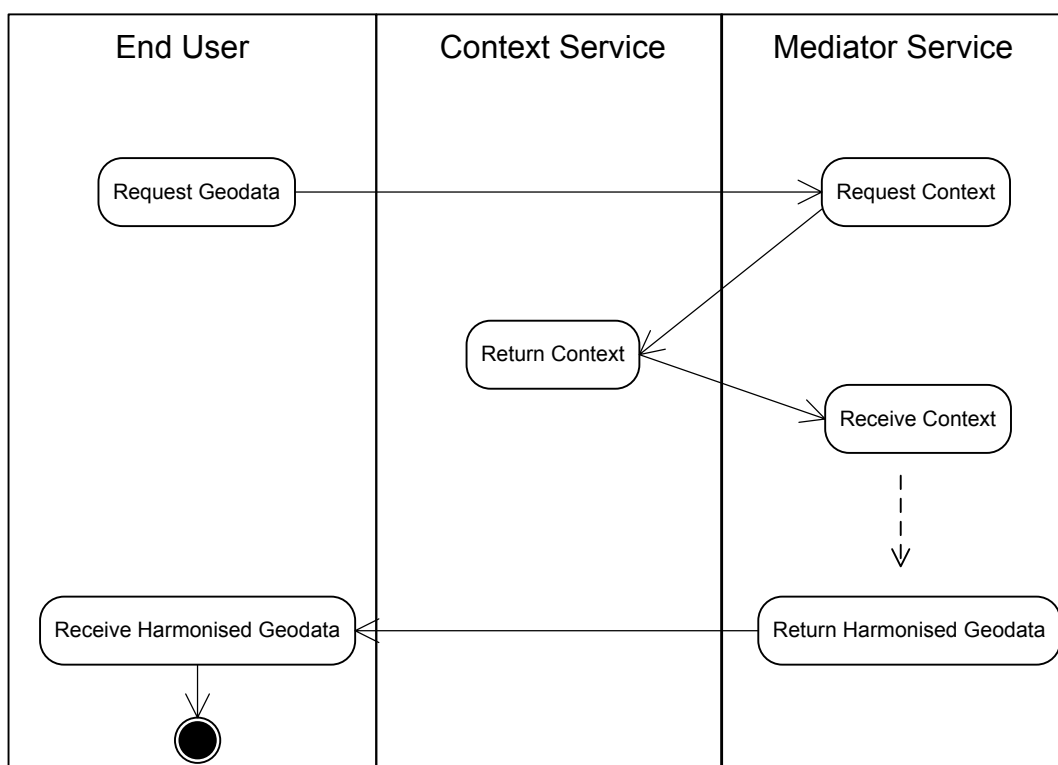 End User
Context Service
Mediator Service
Request Geodata
Request Context
Return Context
Receive Context
Receive Harmonised Geodata
Return Harmonised Geodata